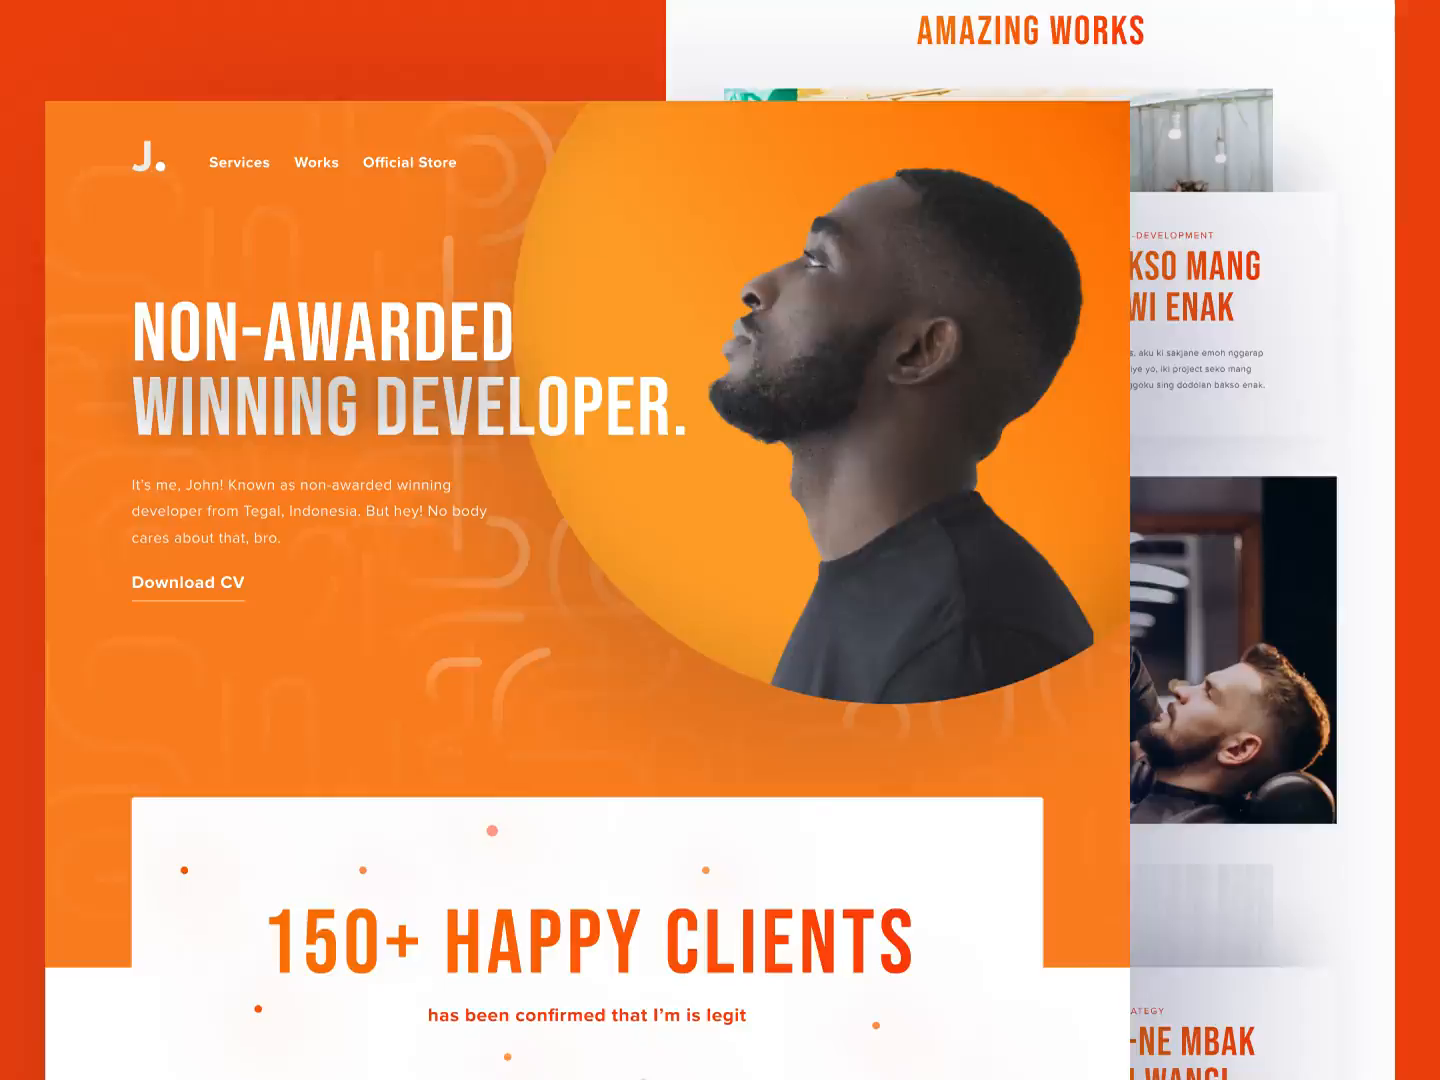 AMAZING WORKS
J.
Services
Works
Official Store
NON-AWARDED
WINNING DEVELOPER.
It's me, John! Known as non-awarded winning
developer from Tegal, Indonesia. But hey! No body
cares about that, bro.
Download CV
150+ HAPPY CLIENTS
has been confirmed that I'm is legit
-DEVELOPMENT
KSO MANG
WI ENAK
s. aku ki sakjane emoh nggarap
iye yo, iki project seko mang
ggoku sing dodolan bakso enak.
ATEGY
-NE MBAK
WANGI